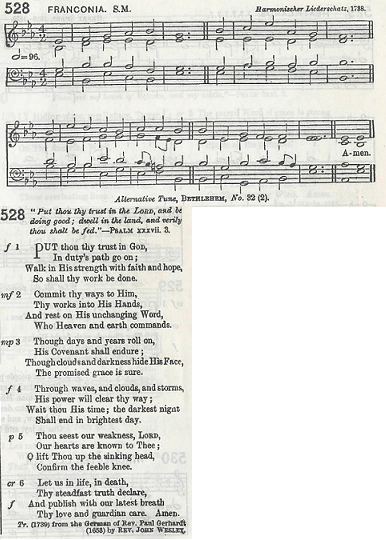 528 FRANCONIA. S.M. Harmonischer Liederschatz, 1738.
=96.
A-men.
Alternative Tune, BETHLEHEM, No. 32 (2).
528 "Put thou thy trust in the LORD, and be
doing good; dwell in the land, and verily
thou shalt be fed."—PSALM xxxvii. 3.
f 1 PUT thou thy trust in GOD,
In duty's path go on;
Walk in His strength with faith and hope,
So shall thy work be done.
mf 2 Commit thy ways to Him,
Thy works into His Hands,
And rest on His unchanging Word,
Who Heaven and earth commands.
mp 3 Though days and years roll on,
His Covenant shall endure;
Though clouds and darkness hide His Face,
The promised grace is sure.
f 4 Through waves, and clouds, and storms,
His power will clear thy way;
Wait thou His time; the darkest night
Shall end in brightest day.
p 5 Thou seest our weakness, LORD,
Our hearts are known to Thee;
O lift Thou up the sinking head,
Confirm the feeble knee.
cr 6 Let us in life, in death,
Thy steadfast truth declare,
f And publish with our latest breath
Thy love and guardian care. Amen.
Tr. (1739) from the German of Rev. Paul Gerhardt
(1653) by REV. JOHN WESLEY.